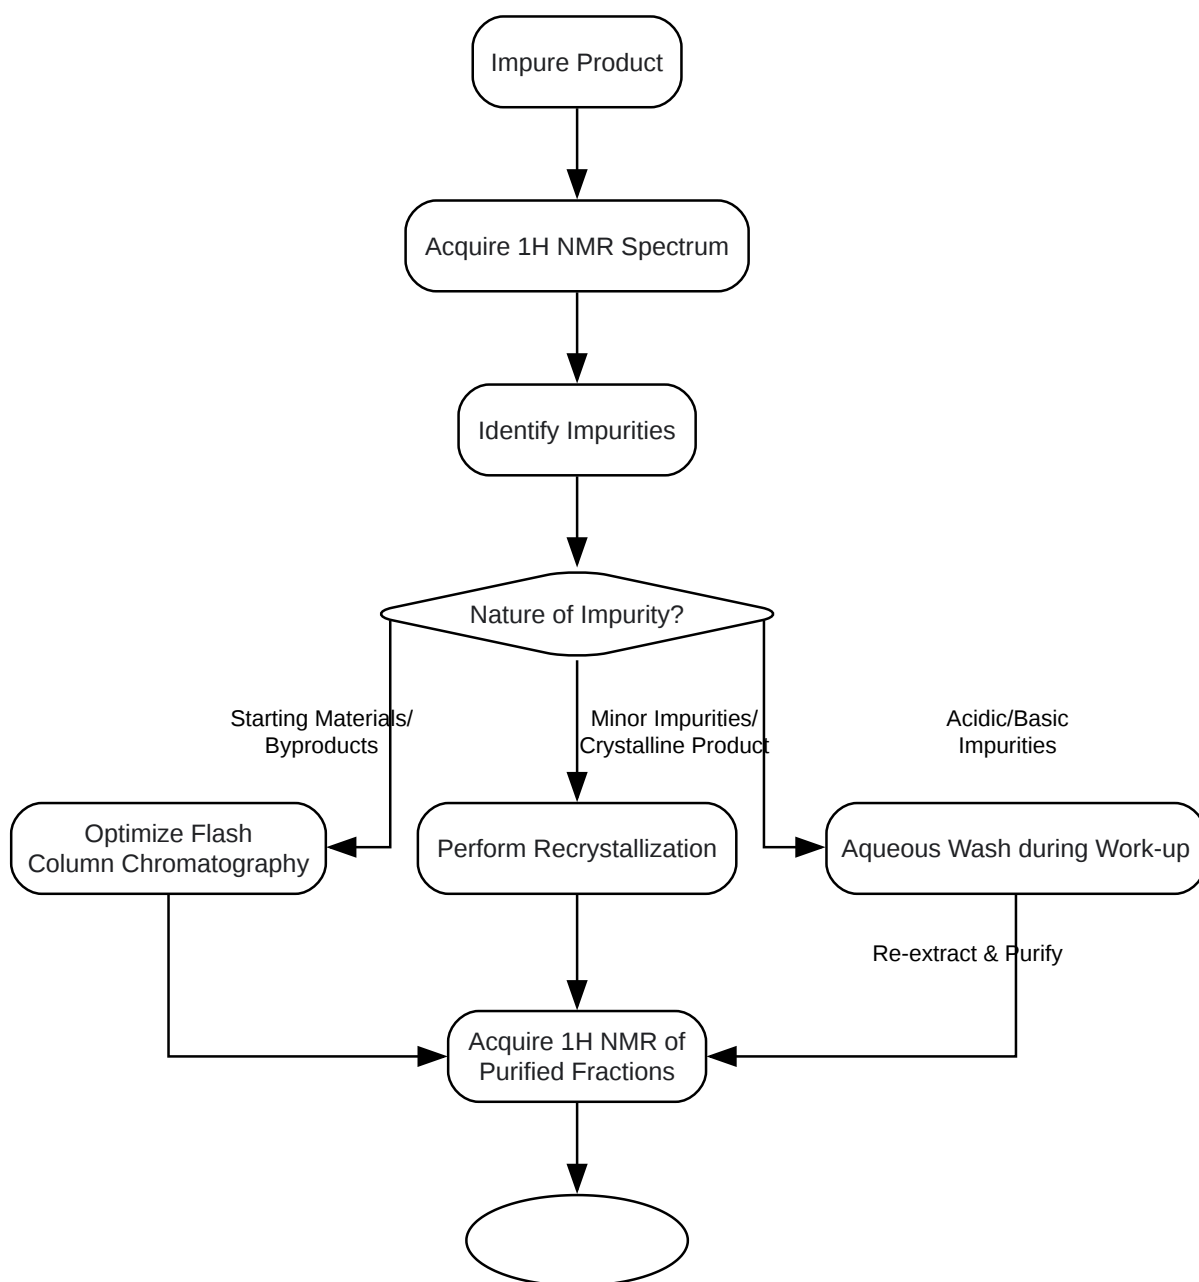 Impure Product
Acquire 1H NMR Spectrum
Identify Impurities
Nature of Impurity?
Starting Materials/
Byproducts
Minor Impurities/
Crystalline Product
Acidic/Basic
Impurities
Optimize Flash
Column Chromatography
Perform Recrystallization
Aqueous Wash during Work-up
Re-extract & Purify
Acquire 1H NMR of
Purified Fractions